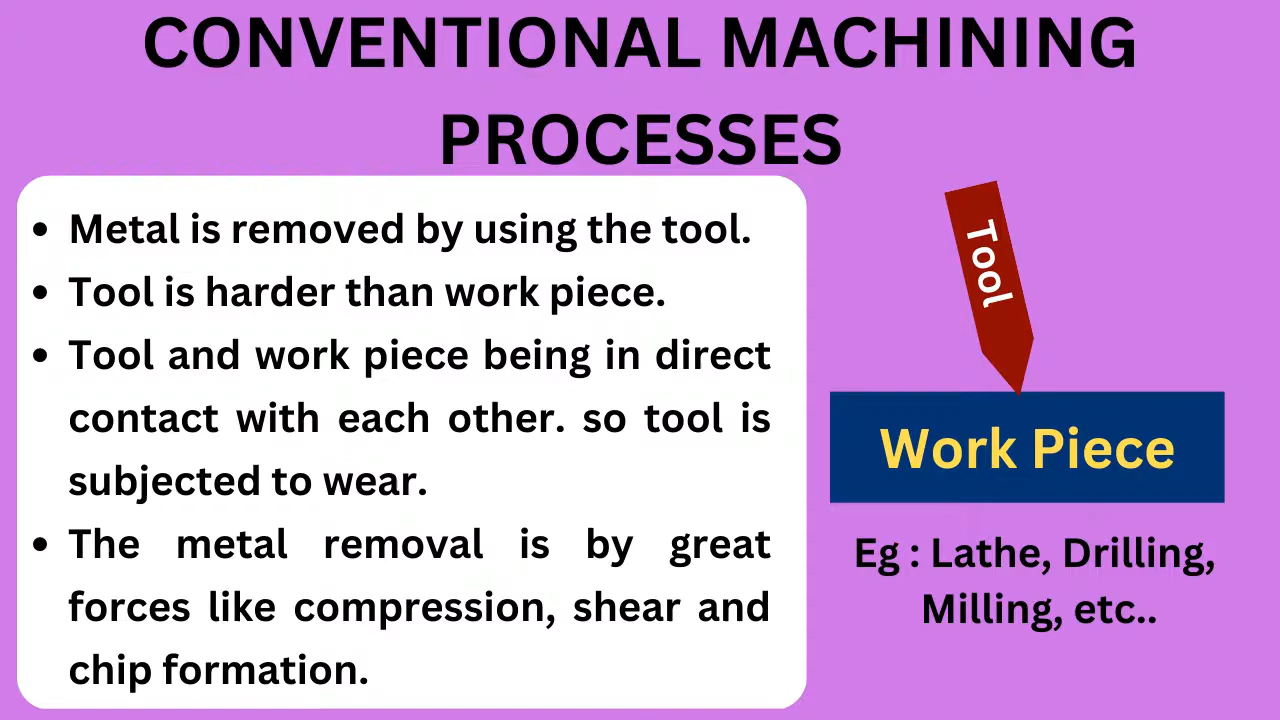 CONVENTIONAL MACHINING
PROCESSES
• Metal is removed by using the tool.
• Tool is harder than work piece.
• Tool and work piece being in direct
contact with each other. so tool is
subjected to wear.
• The metal removal is by great
forces like compression, shear and
chip formation.
Tool
Work Piece
Eg : Lathe, Drilling,
Milling, etc..